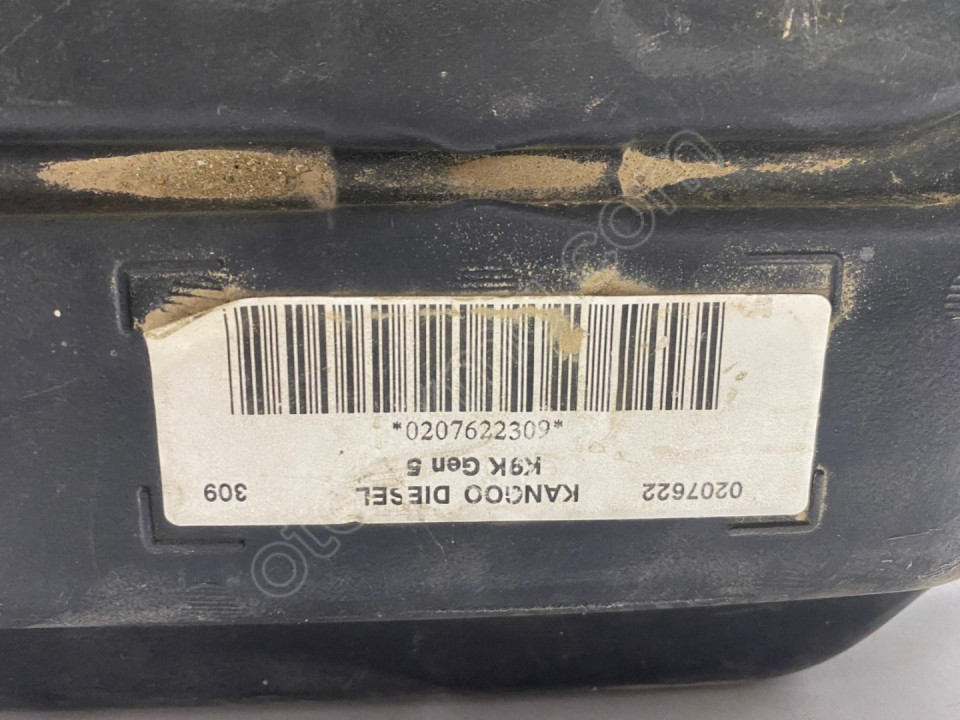 0207622 KANGOO DIESEL 309
K9K Gen 5
*0207622309*